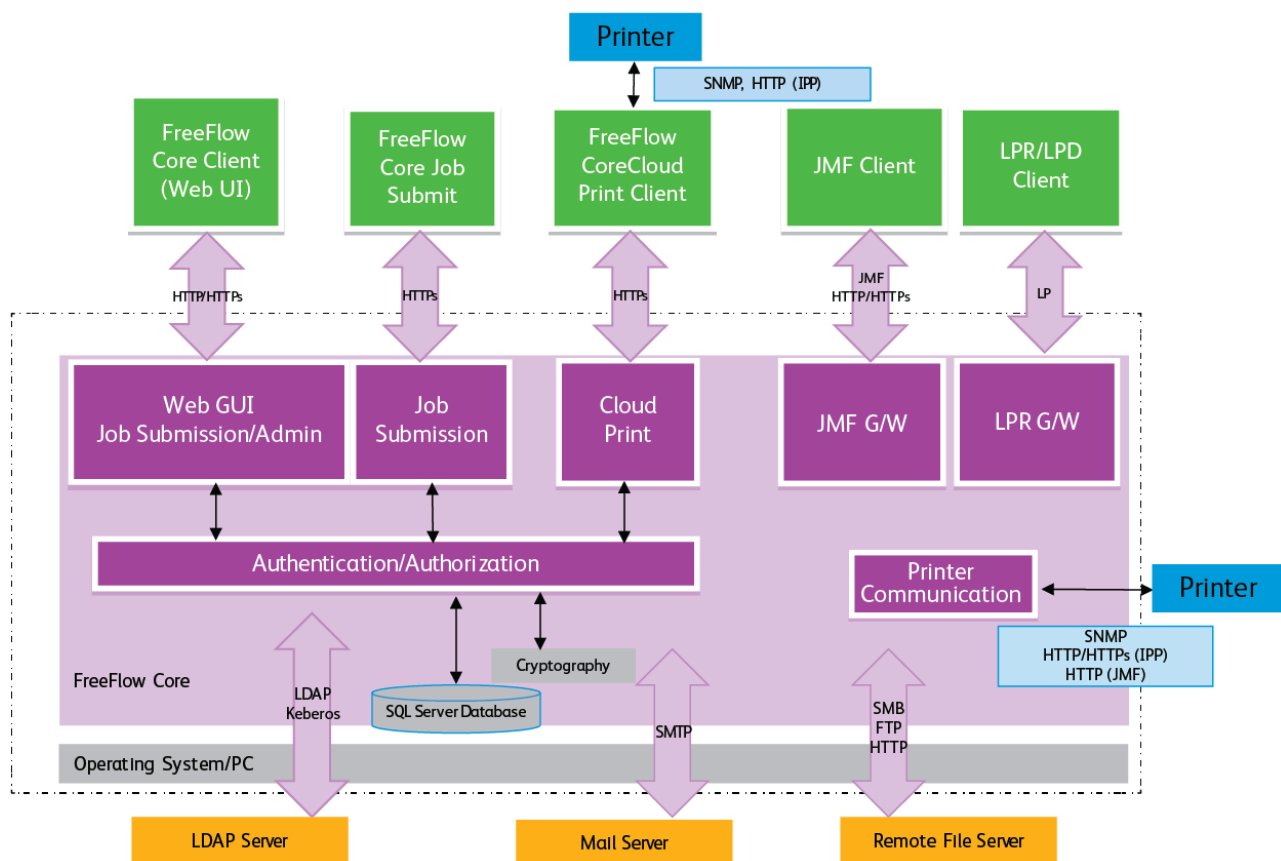 Printer
SNMP, HTTP (IPP)
FreeFlow
Core Client
(Web UI)
FreeFlow
Core Job
Submit
FreeFlow
CoreCloud
Print Client
JMF Client
LPR/LPD
Client
HTTP/HTTPs
HTTPs
HTTPs
JMF
HTTP/HTTPs
LP
Web GUI
Job Submission/Admin
Job
Submission
Cloud
Print
JMF G/W
LPR G/W
Authentication/Authorization
Printer
Communication
Printer
SNMP
HTTP/HTTPs (IPP)
HTTP (JMF)
Cryptography
SQL Server Database
FreeFlow Core
LDAP
Keberos
SMTP
SMB
FTP
HTTP
Operating System/PC
LDAP Server
Mail Server
Remote File Server